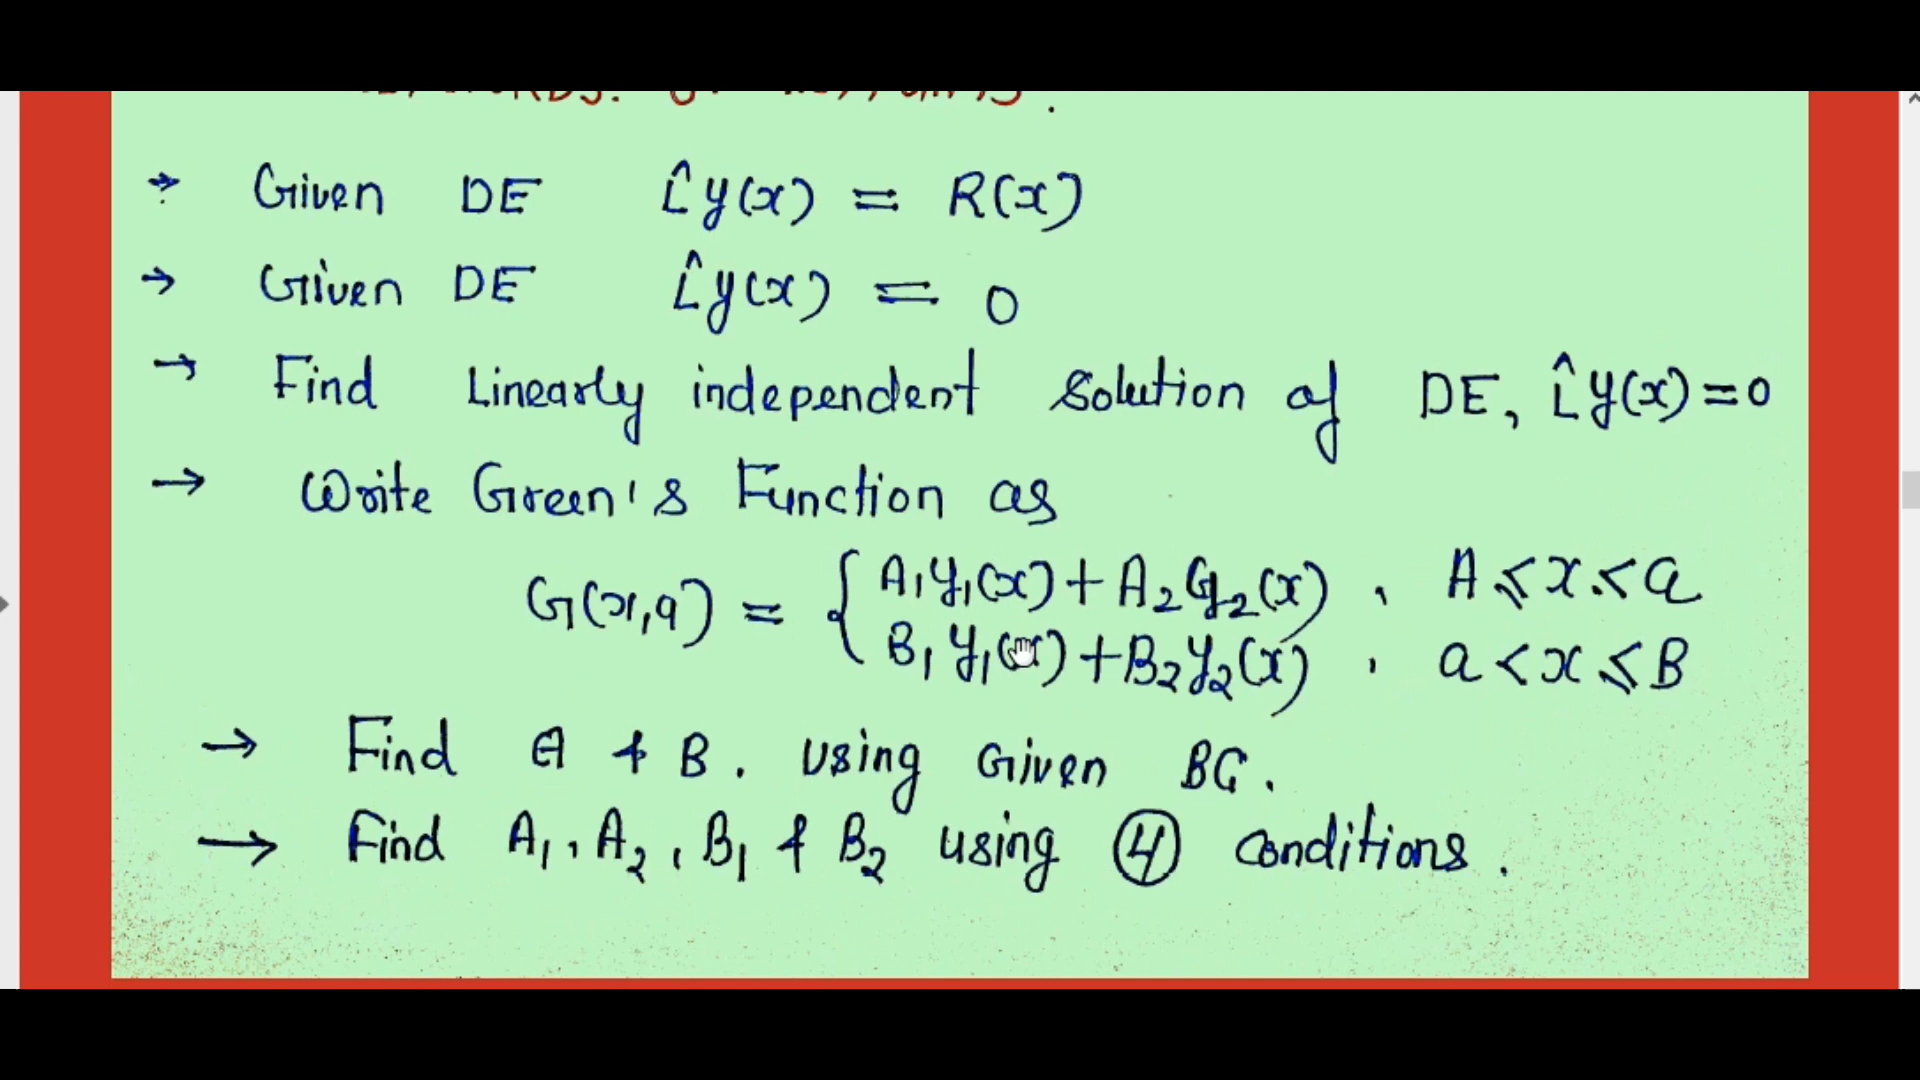 → Given DE L̂y(x) = R(x)
→ Given DE L̂y(x) = 0
→ Find Linearly independent solution of DE, L̂y(x)=0
→ Write Green's Function as
G(x,a) = { A₁y₁(x) + A₂y₂(x) , A ≤ x < a
B₁y₁(x) + B₂y₂(x) , a < x ≤ B
→ Find A & B. using Given BC.
→ Find A₁, A₂, B₁ & B₂ using ④ conditions.